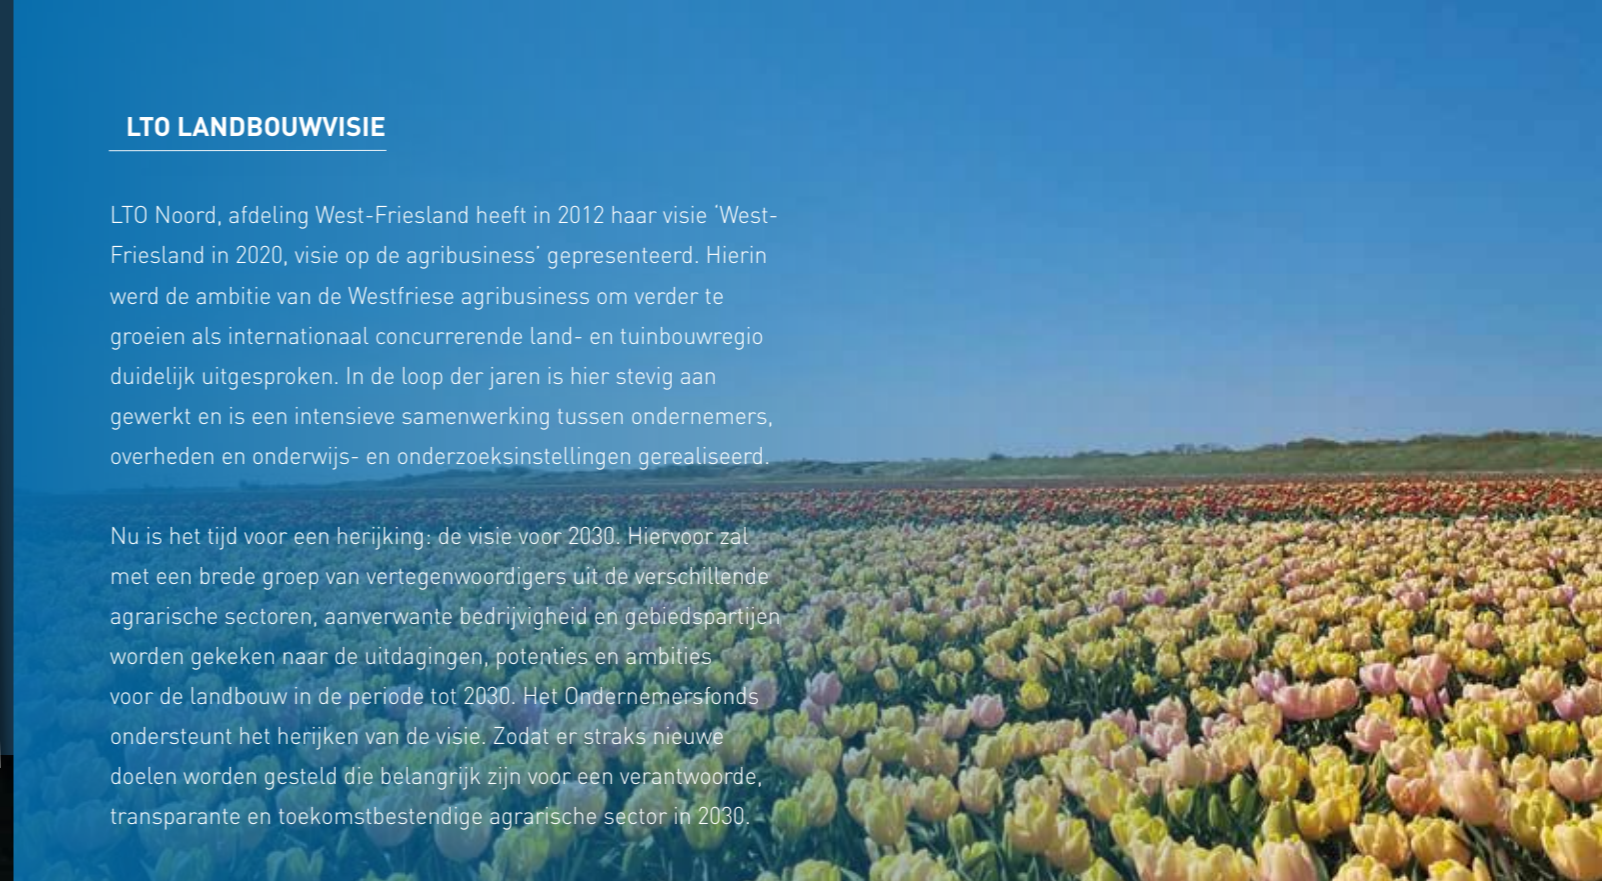 LTO LANDBOUWVISIE
LTO Noord, afdeling West-Friesland heeft in 2012 haar visie ‘West-
Friesland in 2020, visie op de agribusiness’ gepresenteerd. Hierin
werd de ambitie van de Westfriese agribusiness om verder te
groeien als internationaal concurrerende land- en tuinbouwregio
duidelijk uitgesproken. In de loop der jaren is hier stevig aan
gewerkt en is een intensieve samenwerking tussen ondernemers,
overheden en onderwijs- en onderzoeksinstellingen gerealiseerd.
Nu is het tijd voor een herijking: de visie voor 2030. Hiervoor zal
met een brede groep van vertegenwoordigers uit de verschillende
agrarische sectoren, aanverwante bedrijvigheid en gebiedspartijen
worden gekeken naar de uitdagingen, potenties en ambities
voor de landbouw in de periode tot 2030. Het Ondernemersfonds
ondersteunt het herijken van de visie. Zodat er straks nieuwe
doelen worden gesteld die belangrijk zijn voor een verantwoorde,
transparante en toekomstbestendige agrarische sector in 2030.